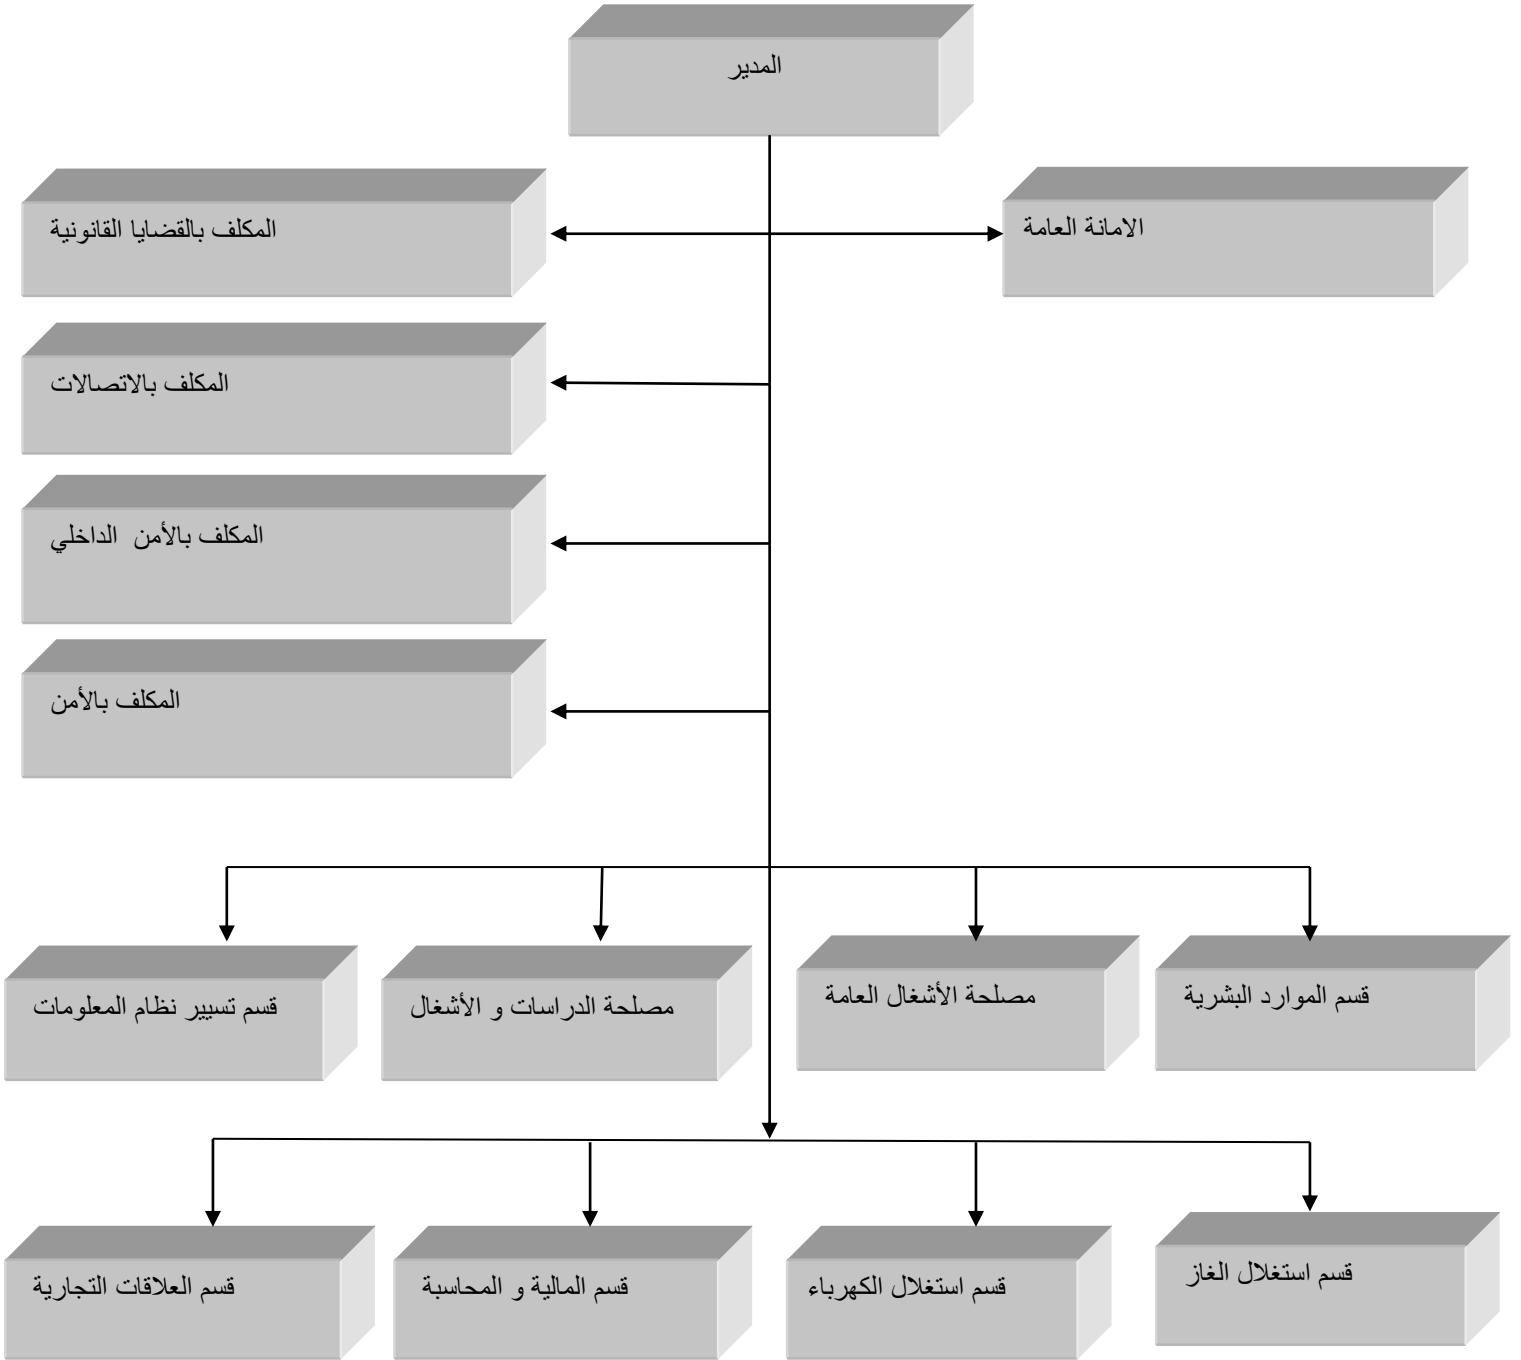 المدير
الامانة العامة
المكلف بالقضايا القانونية
المكلف بالاتصالات
المكلف بالأمن الداخلي
المكلف بالأمن
قسم الموارد البشرية
مصلحة الأشغال العامة
مصلحة الدراسات و الأشغال
قسم تسيير نظام المعلومات
قسم استغلال الغاز
قسم استغلال الكهرباء
قسم المالية و المحاسبة
قسم العلاقات التجارية